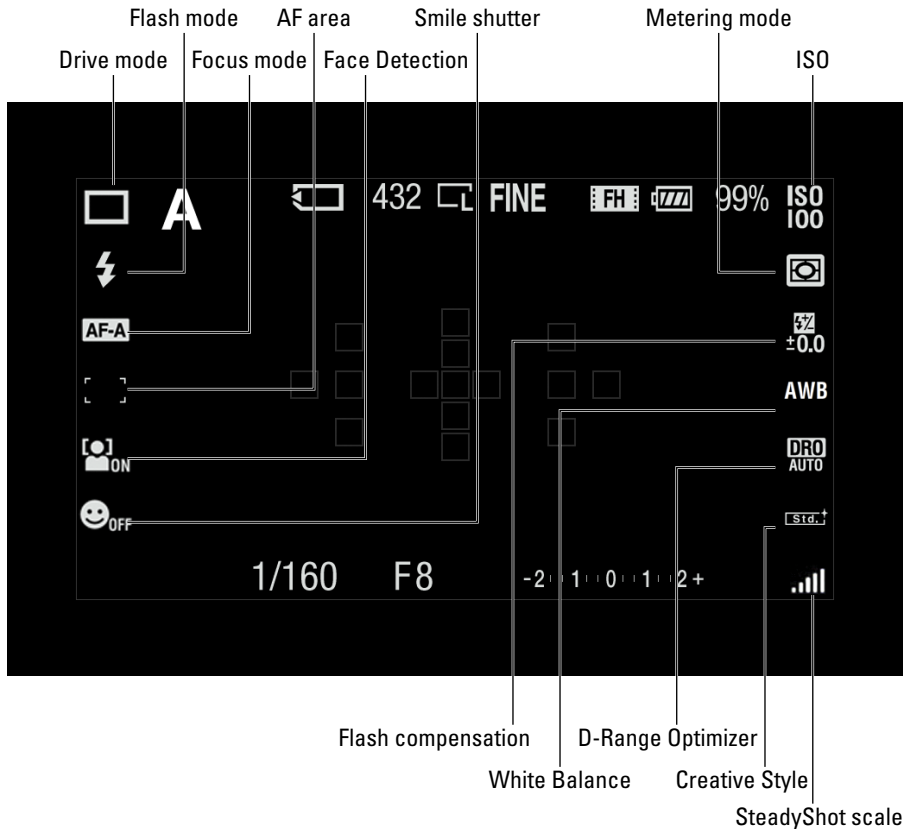 Flash mode AF area Smile shutter Metering mode
Drive mode Focus mode Face Detection ISO
A 432 L FINE FH 99% ISO
100
AF-A ±0.0
AWB
ON DRO
AUTO
OFF Std.+
1/160 F8 -2 1 0 1 2+
Flash compensation D-Range Optimizer
White Balance Creative Style
SteadyShot scale